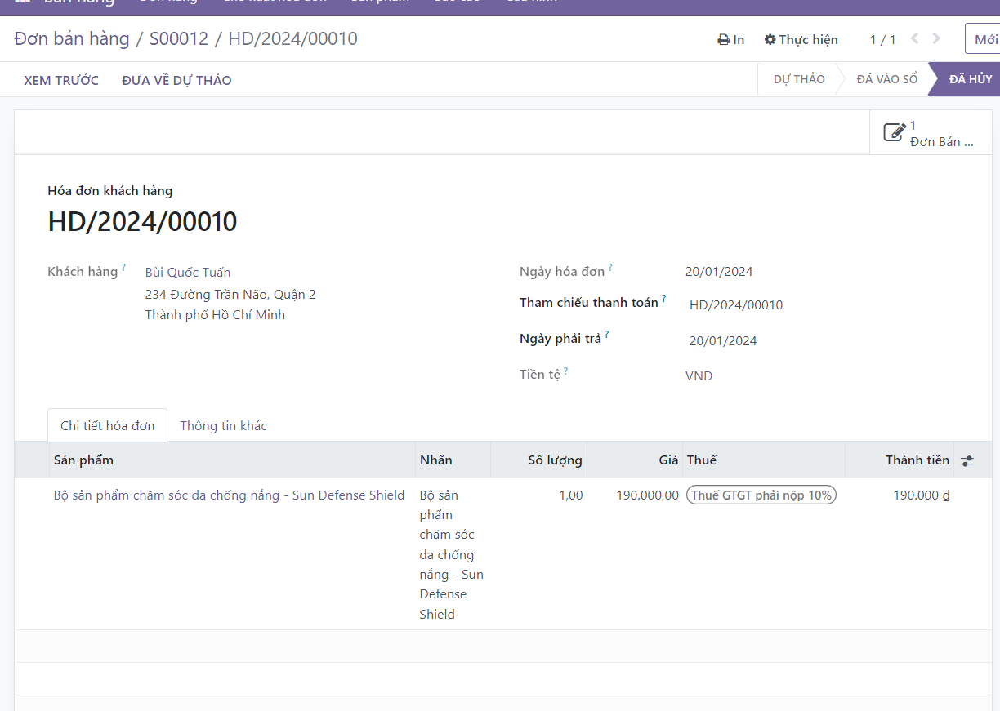 Bán hàng
Đơn bán hàng / S00012 / HD/2024/00010
In
Thực hiện
1 / 1
Mới
XEM TRƯỚC
ĐƯA VỀ DỰ THẢO
DỰ THẢO
ĐÃ VÀO SỔ
ĐÃ HỦY
1
Đơn Bán ...
Hóa đơn khách hàng
HD/2024/00010
Khách hàng ?
Bùi Quốc Tuấn
234 Đường Trần Não, Quận 2
Thành phố Hồ Chí Minh
Ngày hóa đơn ?
20/01/2024
Tham chiếu thanh toán ?
HD/2024/00010
Ngày phải trả ?
20/01/2024
Tiền tệ ?
VND
Chi tiết hóa đơn
Thông tin khác
Sản phẩm
Nhãn
Số lượng
Giá
Thuế
Thành tiền
Bộ sản phẩm chăm sóc da chống nắng - Sun Defense Shield
Bộ sản
phẩm
chăm sóc
da chống
nắng - Sun
Defense
Shield
1,00
190.000,00
Thuế GTGT phải nộp 10%
190.000 ₫